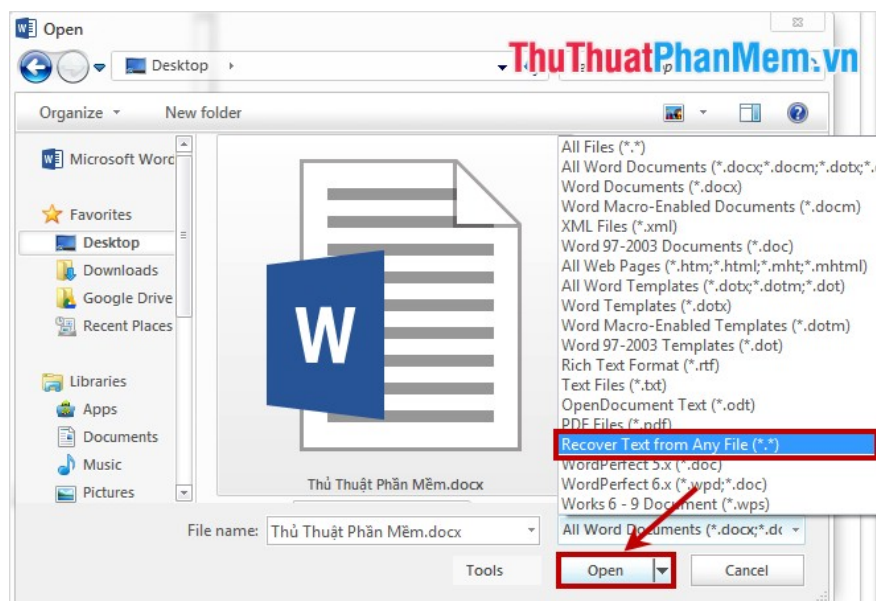 Open
Desktop
ThuThuatPhanMem.vn
Organize
New folder
Microsoft Word
Favorites
Desktop
Downloads
Google Drive
Recent Places
Libraries
Apps
Documents
Music
Pictures
W
Thủ Thuật Phần Mềm.docx
All Files (*.*)
All Word Documents (*.docx;*.docm;*.dotx;*.
Word Documents (*.docx)
Word Macro-Enabled Documents (*.docm)
XML Files (*.xml)
Word 97-2003 Documents (*.doc)
All Web Pages (*.htm;*.html;*.mht;*.mhtml)
All Word Templates (*.dotx;*.dotm;*.dot)
Word Templates (*.dotx)
Word Macro-Enabled Templates (*.dotm)
Word 97-2003 Templates (*.dot)
Rich Text Format (*.rtf)
Text Files (*.txt)
OpenDocument Text (*.odt)
PDF Files (*.pdf)
Recover Text from Any File (*.*)
WordPerfect 5.x (*.doc)
WordPerfect 6.x (*.wpd;*.doc)
Works 6 - 9 Document (*.wps)
File name: Thủ Thuật Phần Mềm.docx
All Word Documents (*.docx;*.dc
Tools
Open
Cancel